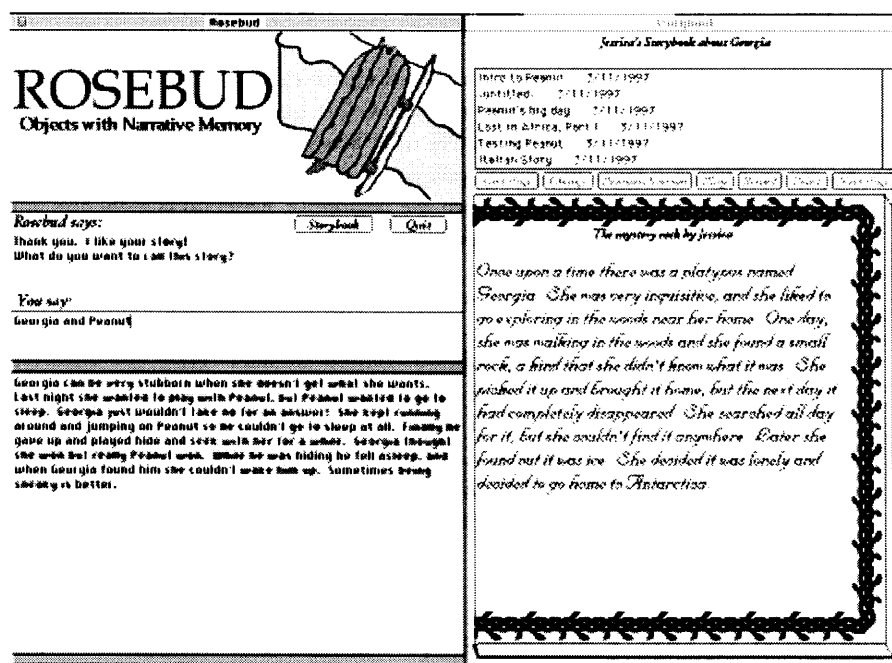 Rosebud
ROSEBUD
Objects with Narrative Memory
Rosebud says:
Storybook
Quit
Thank you. I like your story!
What do you want to call this story?
You say:
Georgia and Peanut
Georgia can be very stubborn when she doesn't get what she wants.
Last night she wanted to play with Peanut, but Peanut wanted to go to
sleep. Georgia just wouldn't take no for an answer! She kept running
around and jumping on Peanut so he couldn't go to sleep at all. Finally he
gave up and played hide and seek with her for a while. Georgia thought
she won but really Peanut won. While he was hiding he fell asleep, and
when Georgia found him she couldn't wake him up. Sometimes being
sneaky is better.
Storybook
Jessica's Storybook about Georgia
Intro to Peanut 3/11/1997
untitled 3/11/1997
Peanut's big day 3/11/1997
Lost in Africa, Part I 3/11/1997
Testing Peanut 3/11/1997
Italian Story 3/11/1997
The mystery rock by Jessica
Once upon a time there was a platypus named
Georgia. She was very inquisitive, and she liked to
go exploring in the woods near her home. One day,
she was walking in the woods and she found a small
rock, a kind that she didn't know what it was. She
picked it up and brought it home, but the next day it
had completely disappeared. She searched all day
for it, but she couldn't find it anywhere. Later she
found out it was ice. She decided it was lonely and
decided to go home to Antarctica.